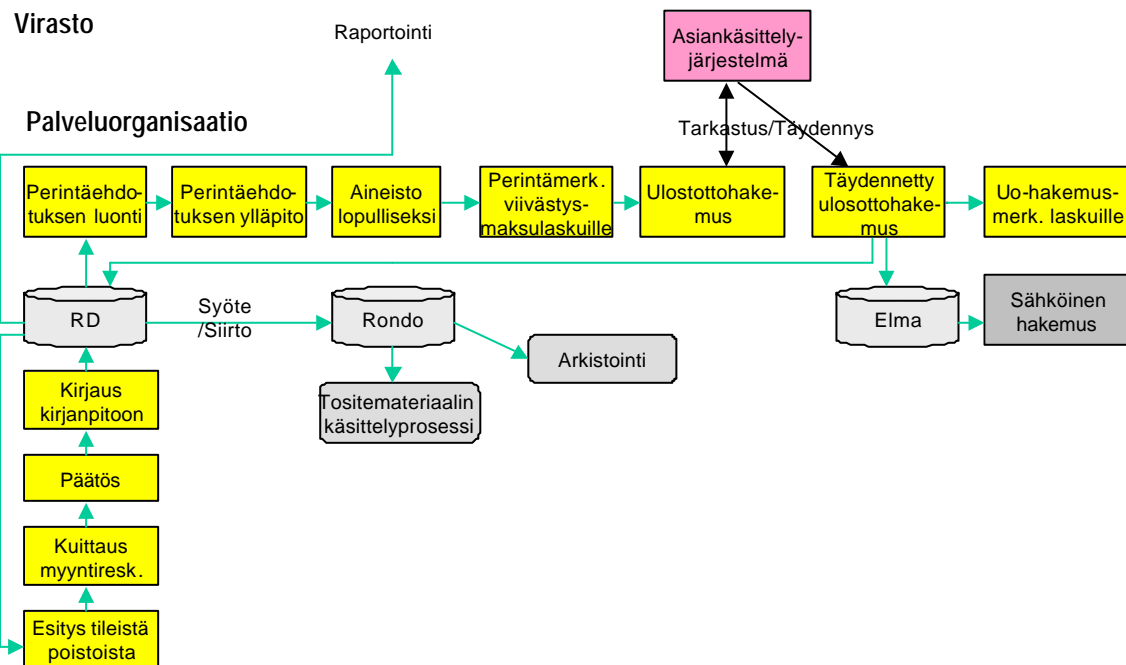 Virasto
Raportointi
Asiankäsittely-
järjestelmä
Palveluorganisaatio
Tarkastus/Täydennys
Perintäehdo-
tuksen luonti
Perintäehdo-
tuksen ylläpito
Aineisto
lopulliseksi
Perintämerk.
viivästys-
maksulaskuille
Ulostottohake-
mus
Täydennetty
ulosottohake-
mus
Uo-hakemus-
merk. laskuille
RD
Syöte
/Siirto
Rondo
Elma
Sähköinen
hakemus
Arkistointi
Tositemateriaalin
käsittelyprosessi
Kirjaus
kirjanpitoon
Päätös
Kuittaus
myyntiresk.
Esitys tileistä
poistoista